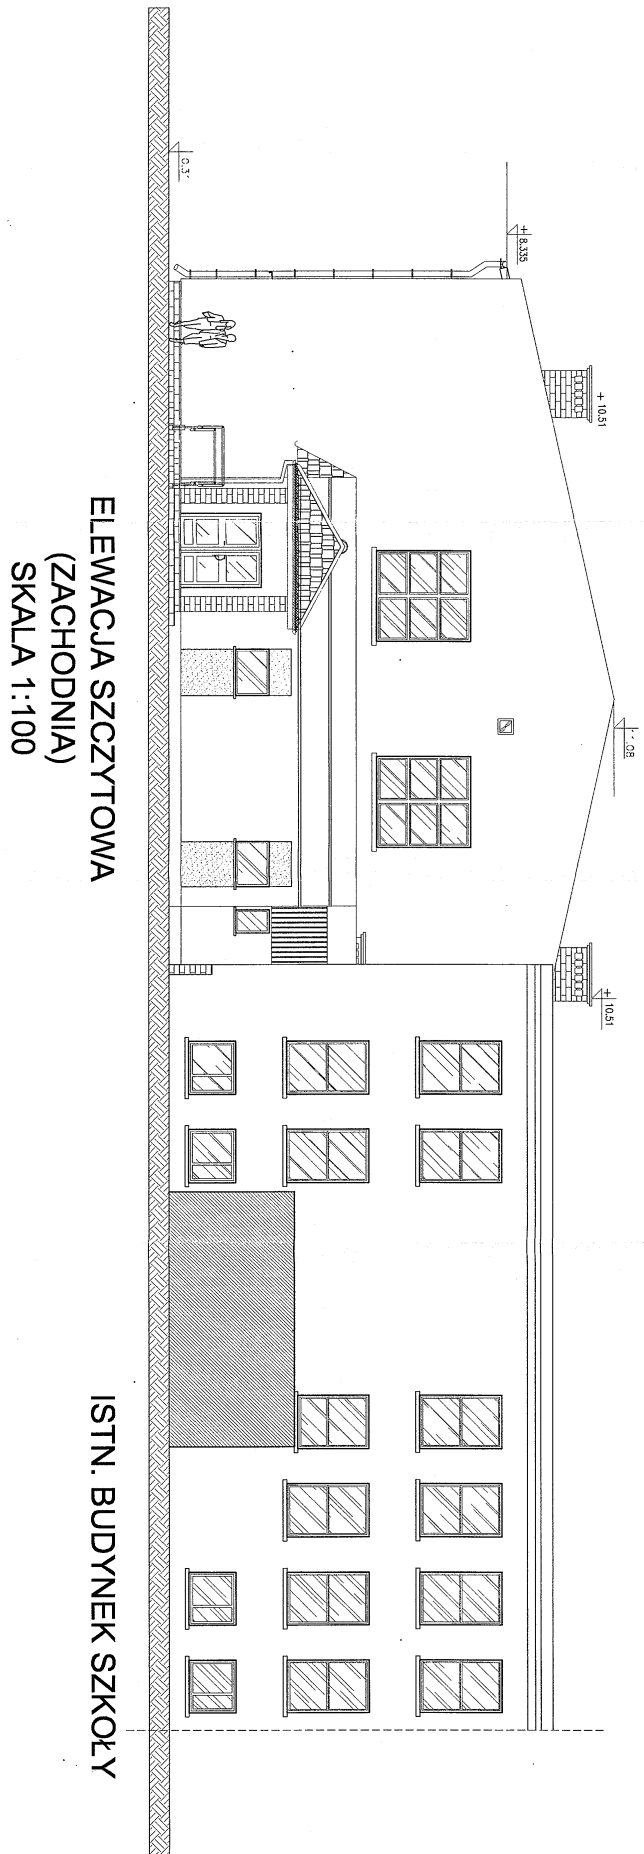 + 8.335
+ 10.51
+ 10.51
ELEWACJA SZCZYTOWA
(ZACHODNIA)
SKALA 1:100
ISTN. BUDYNEK SZKOŁY